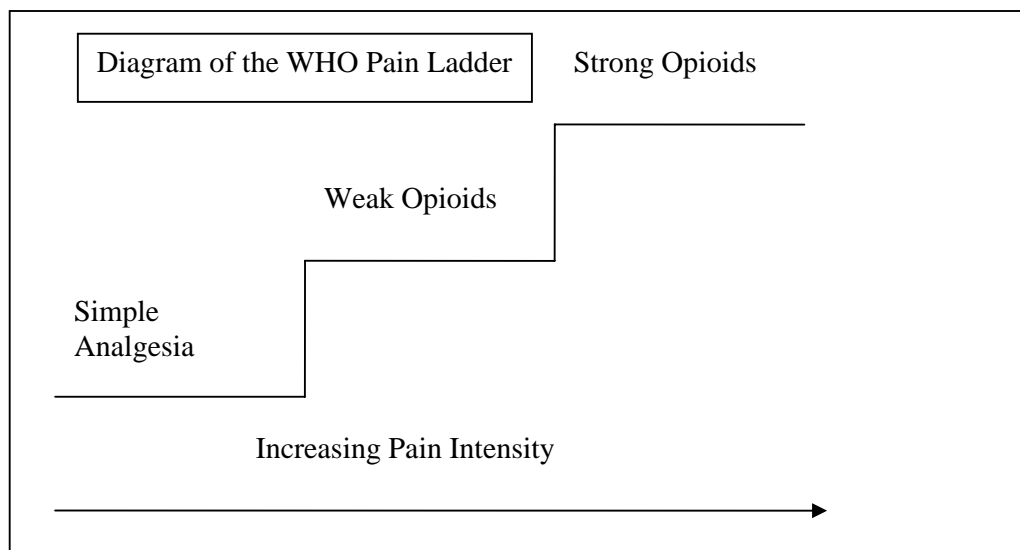 Diagram of the WHO Pain Ladder
Strong Opioids
Weak Opioids
Simple
Analgesia
Increasing Pain Intensity